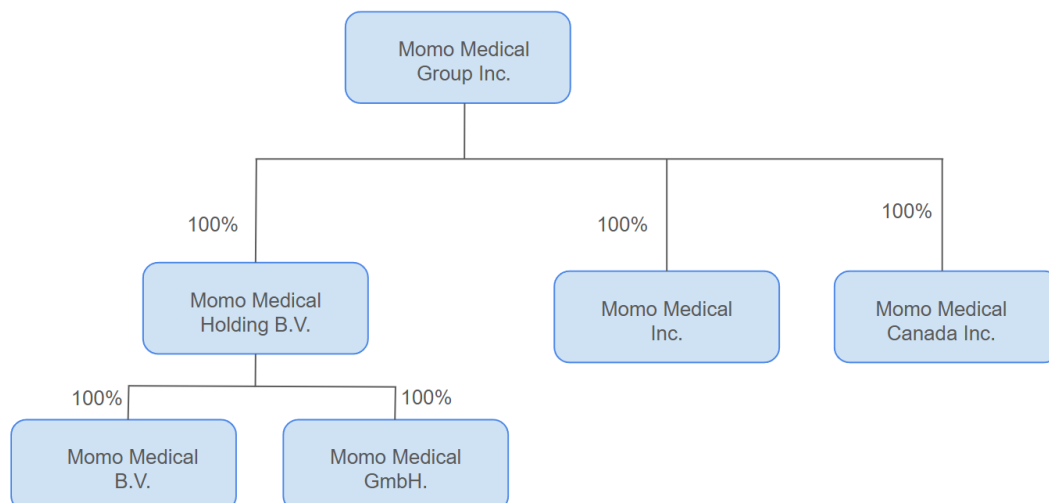 Momo Medical
Group Inc.
100%
100%
100%
Momo Medical
Holding B.V.
Momo Medical
Inc.
Momo Medical
Canada Inc.
100%
100%
Momo Medical
B.V.
Momo Medical
GmbH.